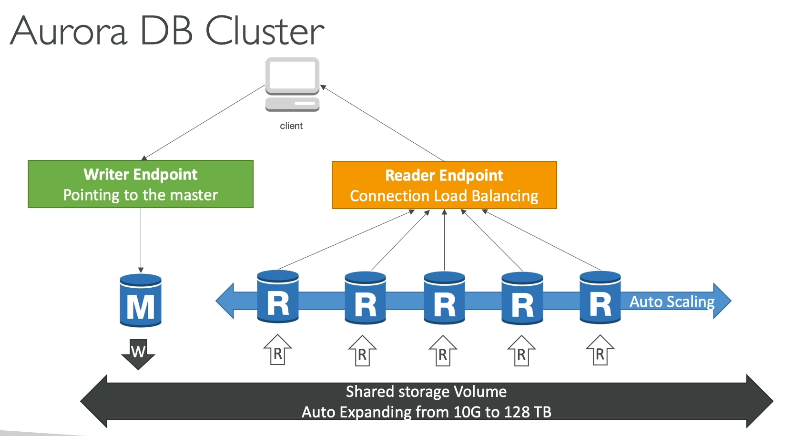 Aurora DB Cluster
client
Writer Endpoint
Pointing to the master
Reader Endpoint
Connection Load Balancing
M
R
R
R
R
R
Auto Scaling
W
R
R
R
R
R
Shared storage Volume
Auto Expanding from 10G to 128 TB